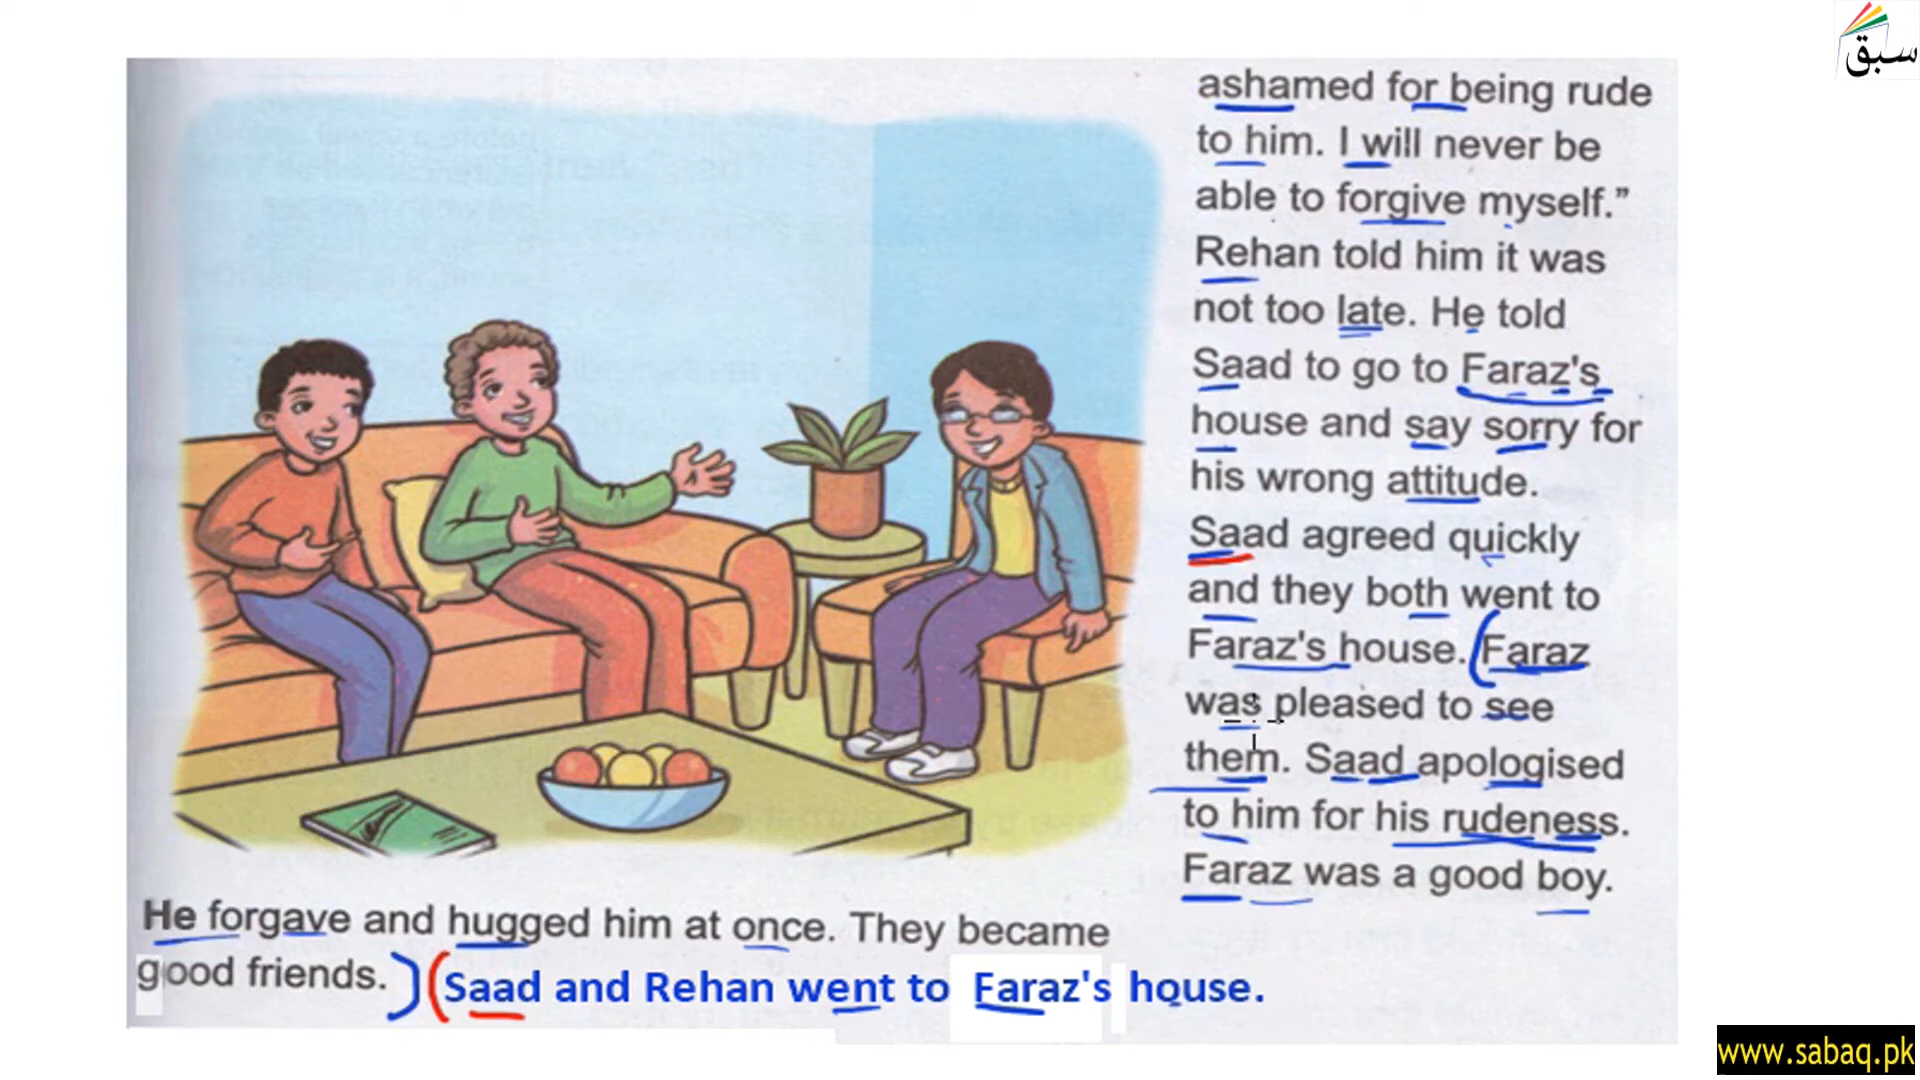 سبق
ashamed for being rude
to him. I will never be
able to forgive myself.”
Rehan told him it was
not too late. He told
Saad to go to Faraz's
house and say sorry for
his wrong attitude.
Saad agreed quickly
and they both went to
Faraz's house. (Faraz
was pleased to see
them. Saad apologised
to him for his rudeness.
Faraz was a good boy.
He forgave and hugged him at once. They became
good friends. ) (Saad and Rehan went to Faraz's house.
www.sabaq.pk